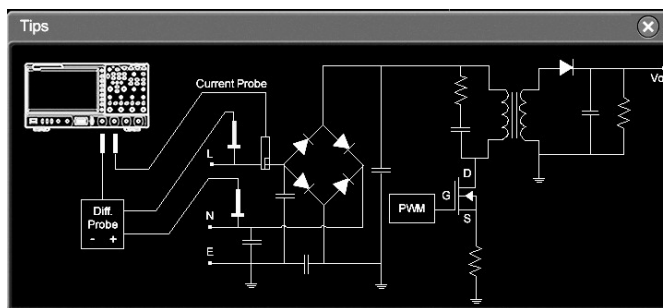 Tips
Current Probe
Vo
L
D
G
PWM
S
N
Diff.
Probe
- +
E